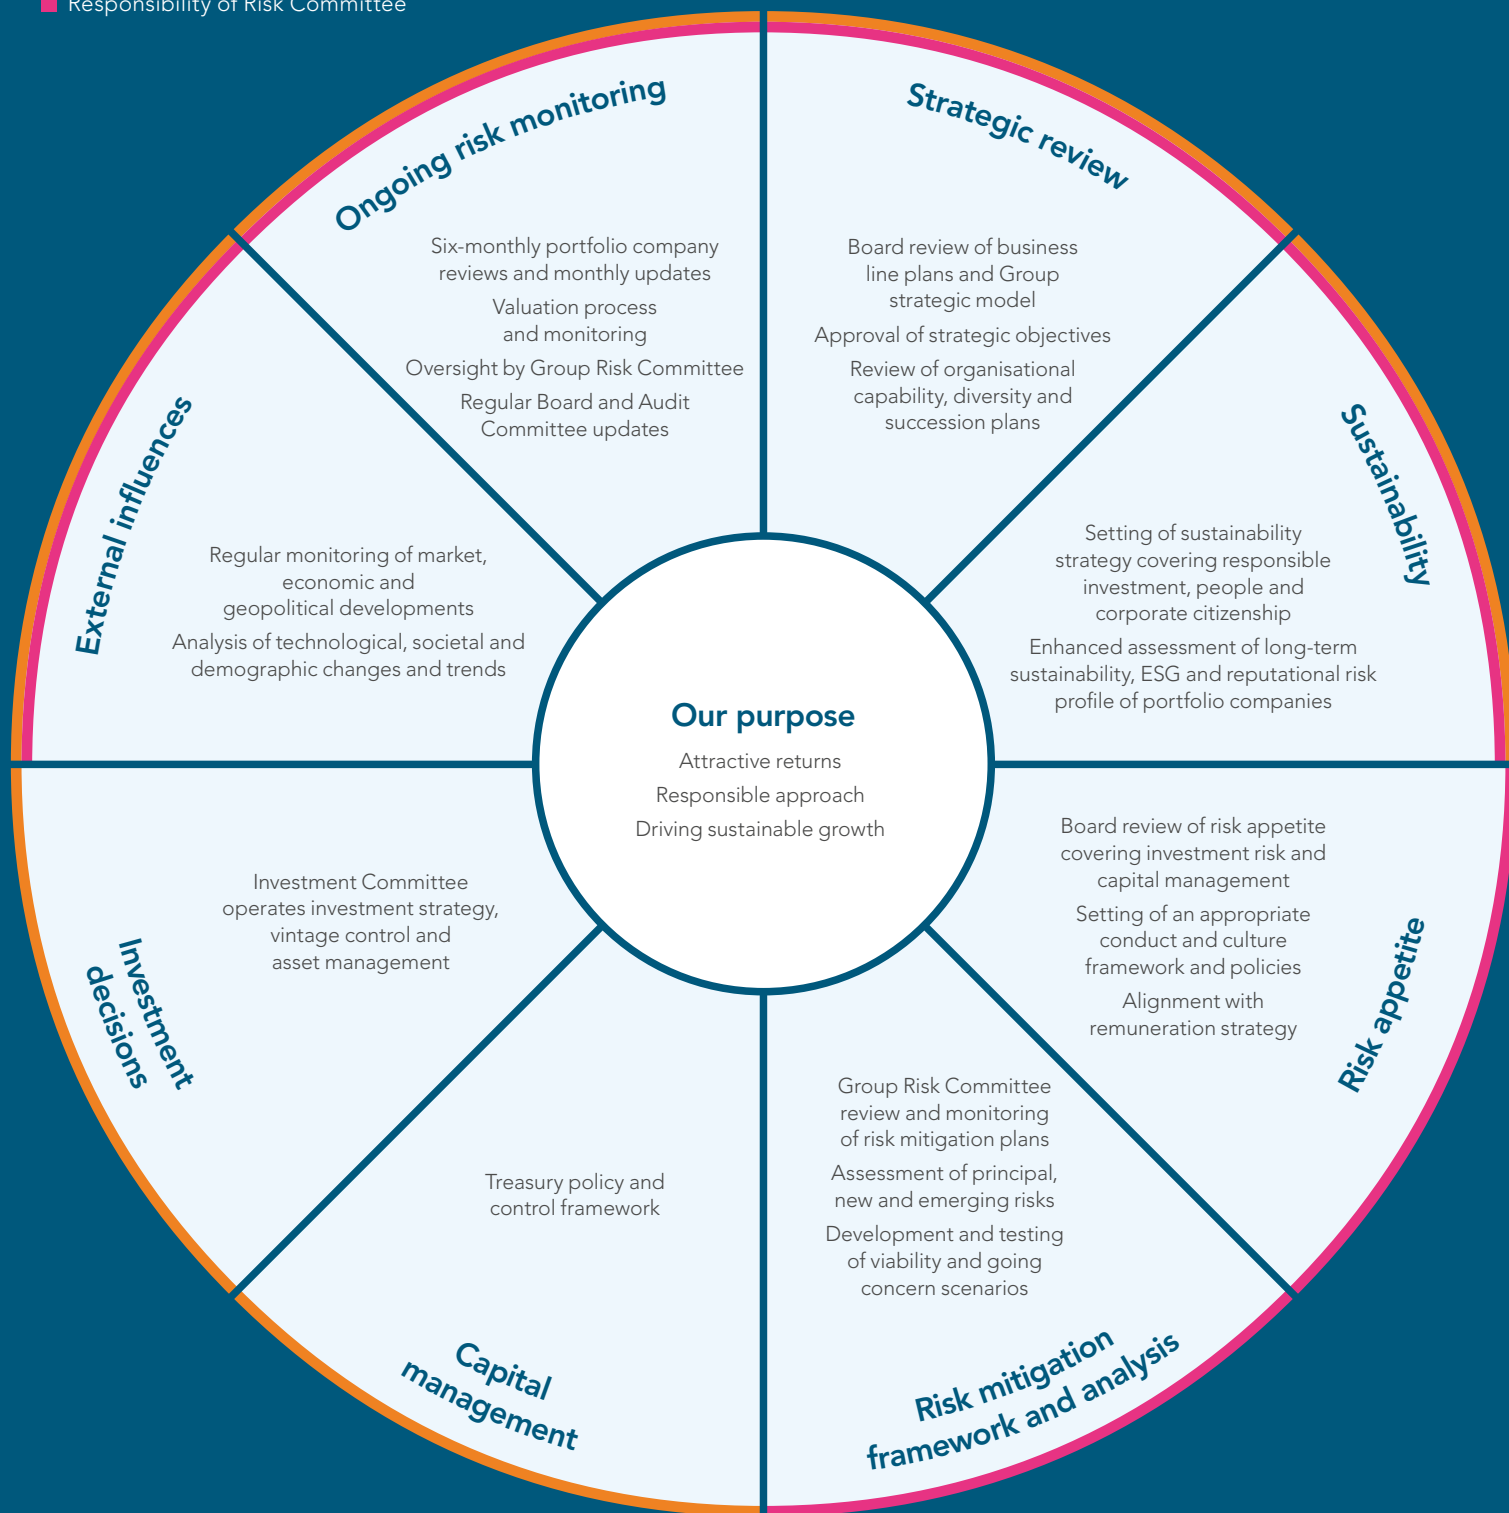 Responsibility of Risk Committee
Ongoing risk monitoring
Six-monthly portfolio company
reviews and monthly updates
Valuation process
and monitoring
Oversight by Group Risk Committee
Regular Board and Audit
Committee updates
Strategic review
Board review of business
line plans and Group
strategic model
Approval of strategic objectives
Review of organisational
capability, diversity and
succession plans
Sustainability
Setting of sustainability
strategy covering responsible
investment, people and
corporate citizenship
Enhanced assessment of long-term
sustainability, ESG and reputational risk
profile of portfolio companies
External influences
Regular monitoring of market,
economic and
geopolitical developments
Analysis of technological, societal and
demographic changes and trends
Our purpose
Attractive returns
Responsible approach
Driving sustainable growth
Risk appetite
Board review of risk appetite
covering investment risk and
capital management
Setting of an appropriate
conduct and culture
framework and policies
Alignment with
remuneration strategy
Investment
decisions
Investment Committee
operates investment strategy,
vintage control and
asset management
Capital
management
Treasury policy and
control framework
Group Risk Committee
review and monitoring
of risk mitigation plans
Assessment of principal,
new and emerging risks
Development and testing
of viability and going
concern scenarios
Risk mitigation
framework and analysis